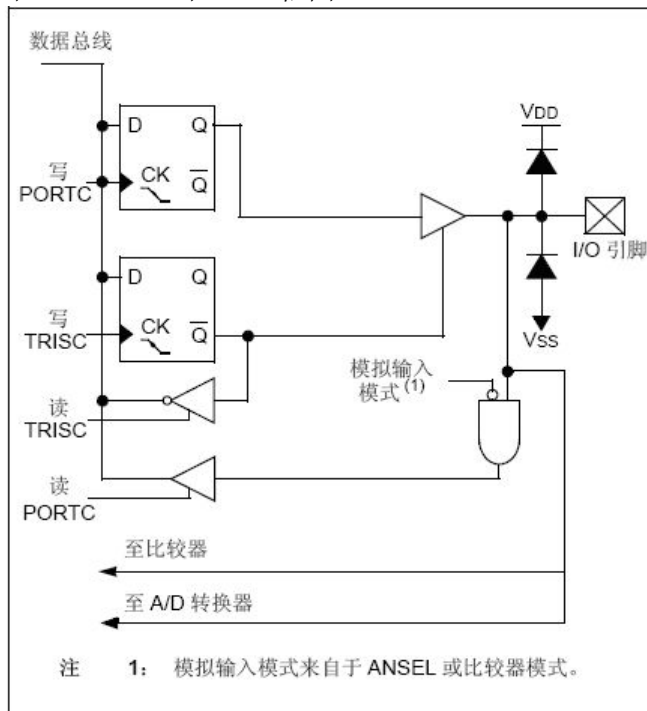 数据总线
D Q
CK Q
写
PORTC
VDD
I/O 引脚
VSS
D Q
CK Q
写
TRISC
模拟输入
模式(1)
读
TRISC
读
PORTC
至比较器
至 A/D 转换器
注 1: 模拟输入模式来自于 ANSEL 或比较器模式。